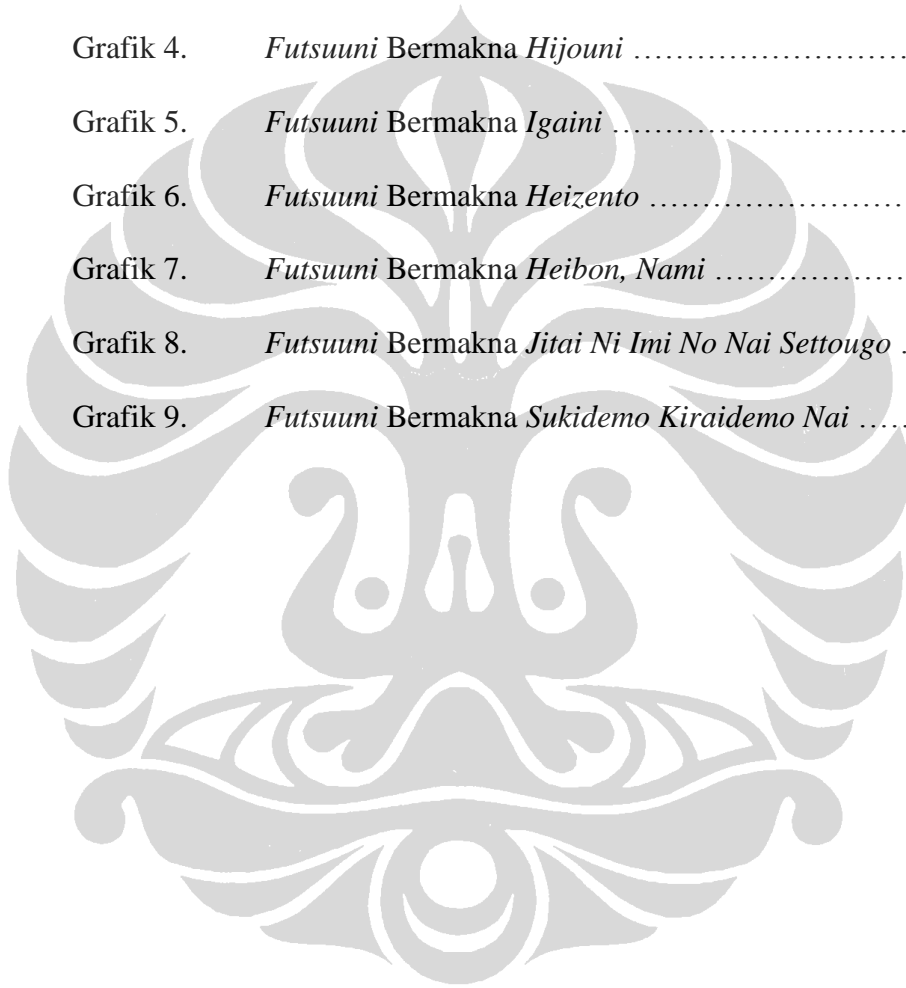 Grafik 4. Futsuuni Bermakna Hijouni ..........................
Grafik 5. Futsuuni Bermakna Igaini ............................
Grafik 6. Futsuuni Bermakna Heizento ........................
Grafik 7. Futsuuni Bermakna Heibon, Nami ..................
Grafik 8. Futsuuni Bermakna Jitai Ni Imi No Nai Settougo .
Grafik 9. Futsuuni Bermakna Sukidemo Kiraidemo Nai .....